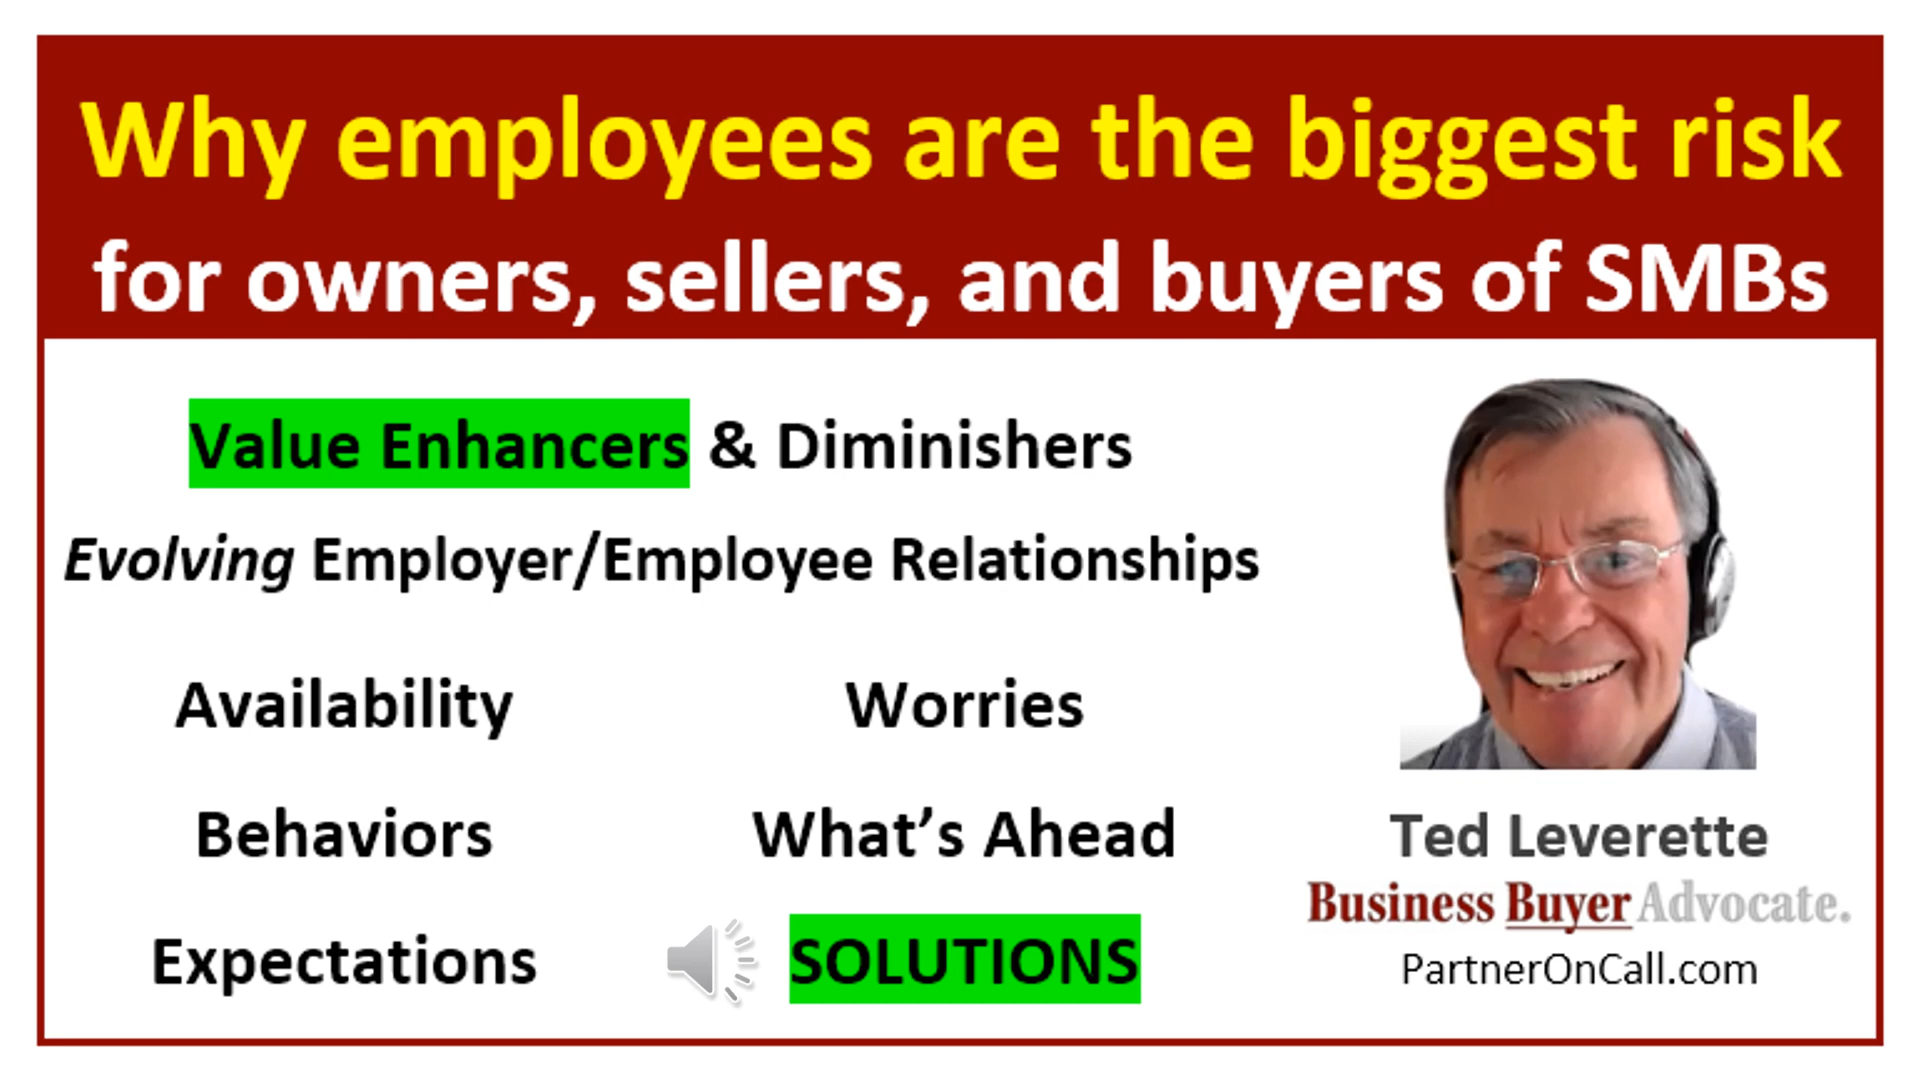 Why employees are the biggest risk
for owners, sellers, and buyers of SMBs
Value Enhancers & Diminishers
Evolving Employer/Employee Relationships
Availability
Worries
Behaviors
What’s Ahead
Expectations
SOLUTIONS
Ted Leverette
Business Buyer Advocate.
PartnerOnCall.com